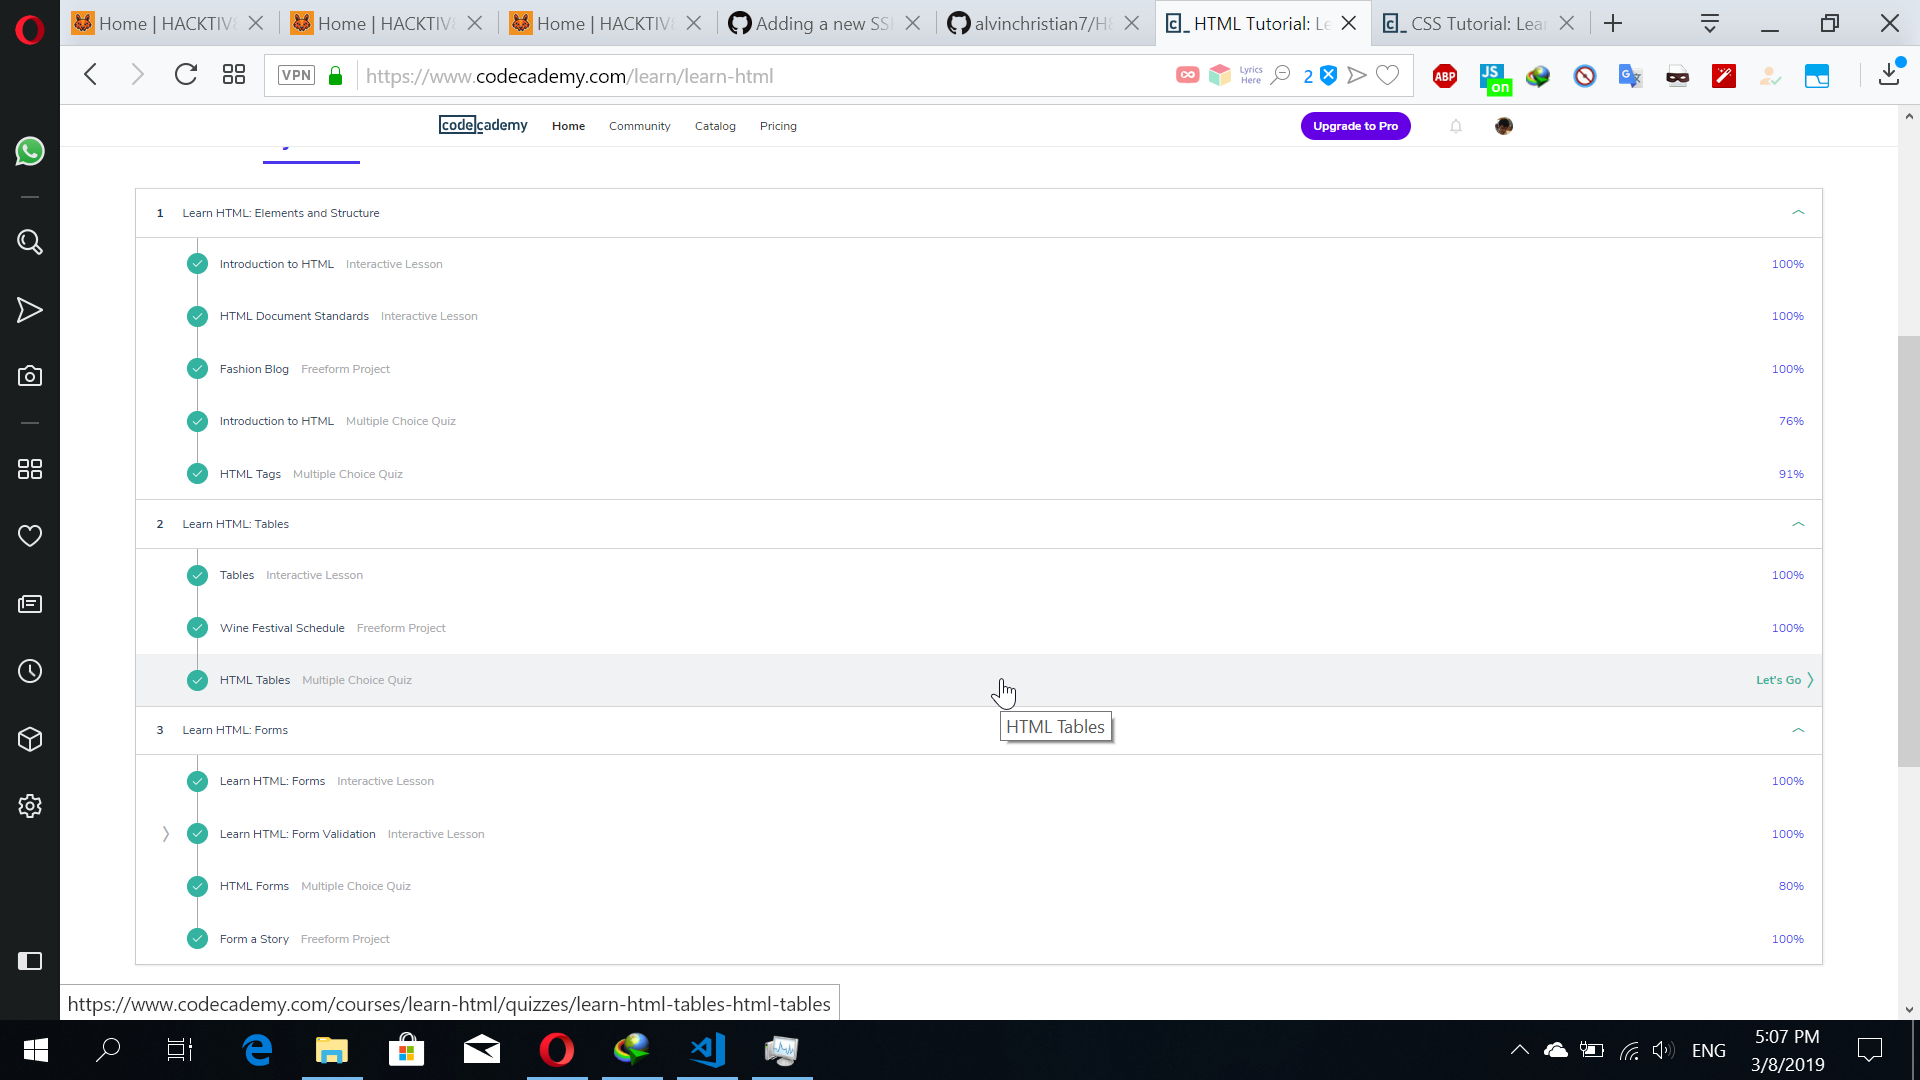 Home | HACKTIV8
Home | HACKTIV8
Home | HACKTIV8
Adding a new SSH
alvinchristian7/H8
HTML Tutorial: Le
CSS Tutorial: Lear
VPN
https://www.codecademy.com/learn/learn-html
Lyrics Here
2
ABP
JS on
codecademy
Home
Community
Catalog
Pricing
Upgrade to Pro
1 Learn HTML: Elements and Structure
Introduction to HTML Interactive Lesson 100%
HTML Document Standards Interactive Lesson 100%
Fashion Blog Freeform Project 100%
Introduction to HTML Multiple Choice Quiz 76%
HTML Tags Multiple Choice Quiz 91%
2 Learn HTML: Tables
Tables Interactive Lesson 100%
Wine Festival Schedule Freeform Project 100%
HTML Tables Multiple Choice Quiz Let's Go
HTML Tables
3 Learn HTML: Forms
Learn HTML: Forms Interactive Lesson 100%
Learn HTML: Form Validation Interactive Lesson 100%
HTML Forms Multiple Choice Quiz 80%
Form a Story Freeform Project 100%
https://www.codecademy.com/courses/learn-html/quizzes/learn-html-tables-html-tables
ENG
5:07 PM
3/8/2019